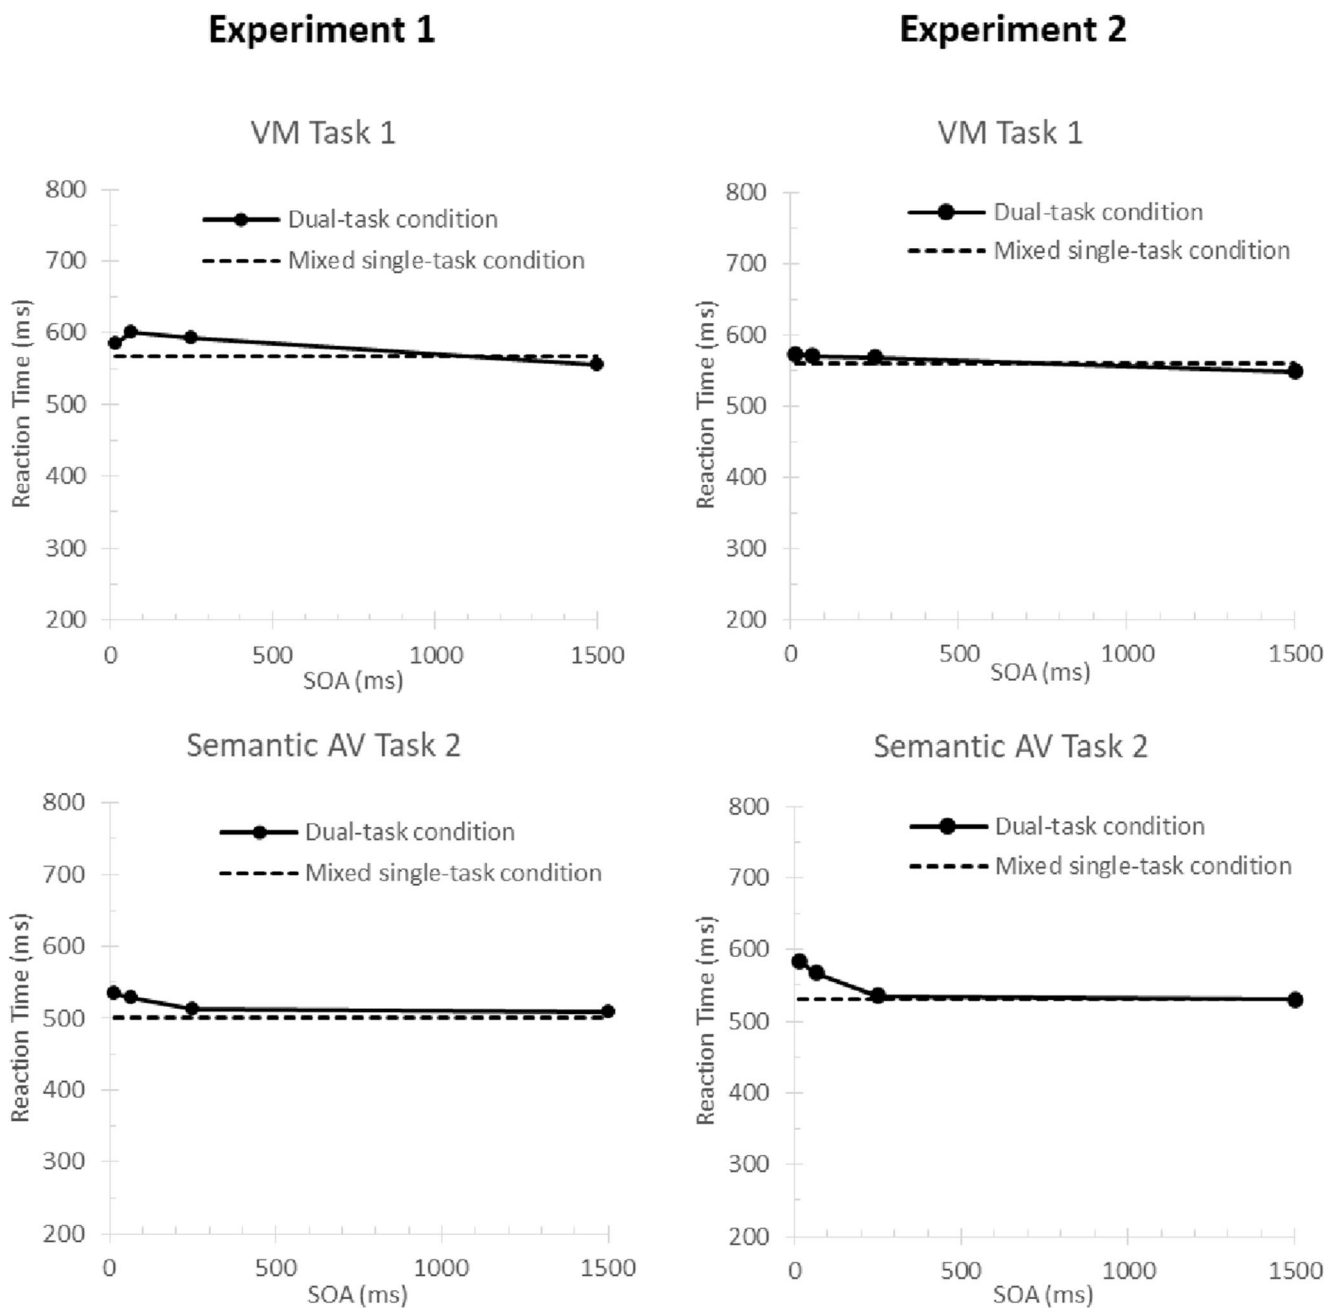 Experiment 1
Experiment 2
VM Task 1
VM Task 1
800
700
600
500
400
300
200
Reaction Time (ms)
Dual-task condition
Mixed single-task condition
0 500 1000 1500
SOA (ms)
800
700
600
500
400
300
200
Reaction Time (ms)
Dual-task condition
Mixed single-task condition
0 500 1000 1500
SOA (ms)
Semantic AV Task 2
Semantic AV Task 2
800
700
600
500
400
300
200
Reaction Time (ms)
Dual-task condition
Mixed single-task condition
0 500 1000 1500
SOA (ms)
800
700
600
500
400
300
200
Reaction Time (ms)
Dual-task condition
Mixed single-task condition
0 500 1000 1500
SOA (ms)